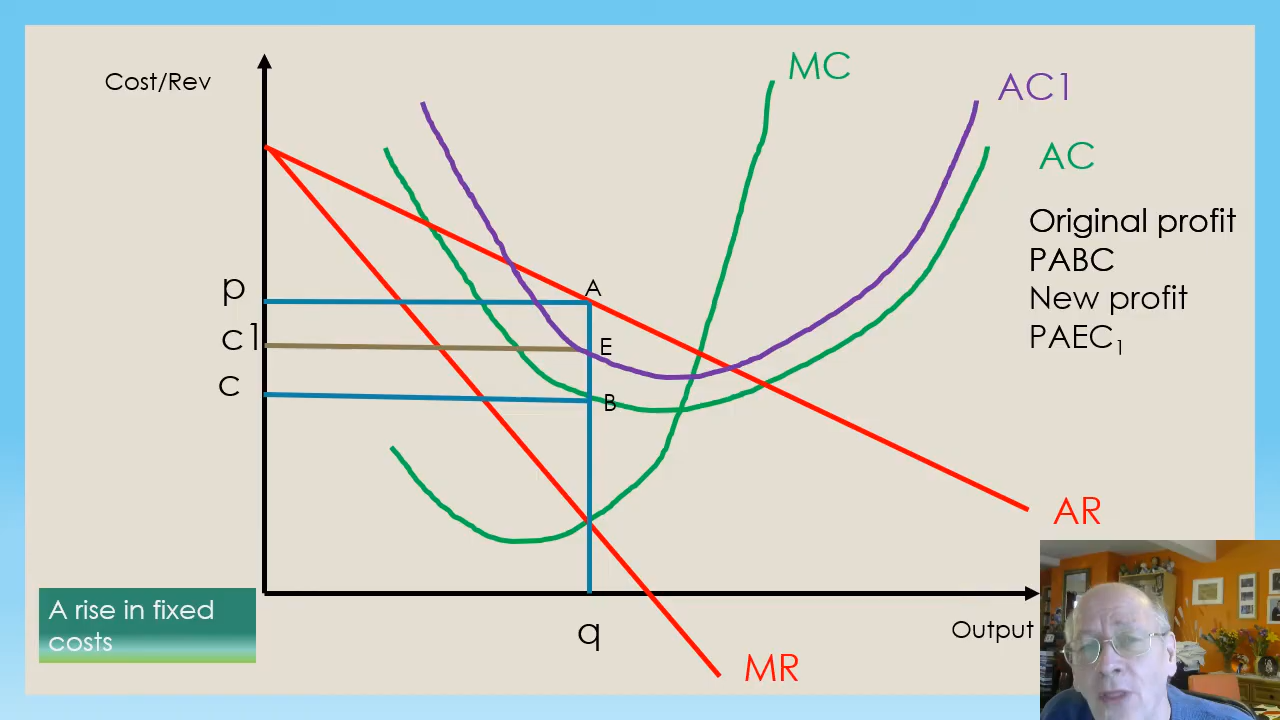 MC
Cost/Rev
AC1
AC
Original profit
PABC
New profit
PAEC1
p
A
c1
E
c
B
AR
A rise in fixed
costs
q
Output
MR